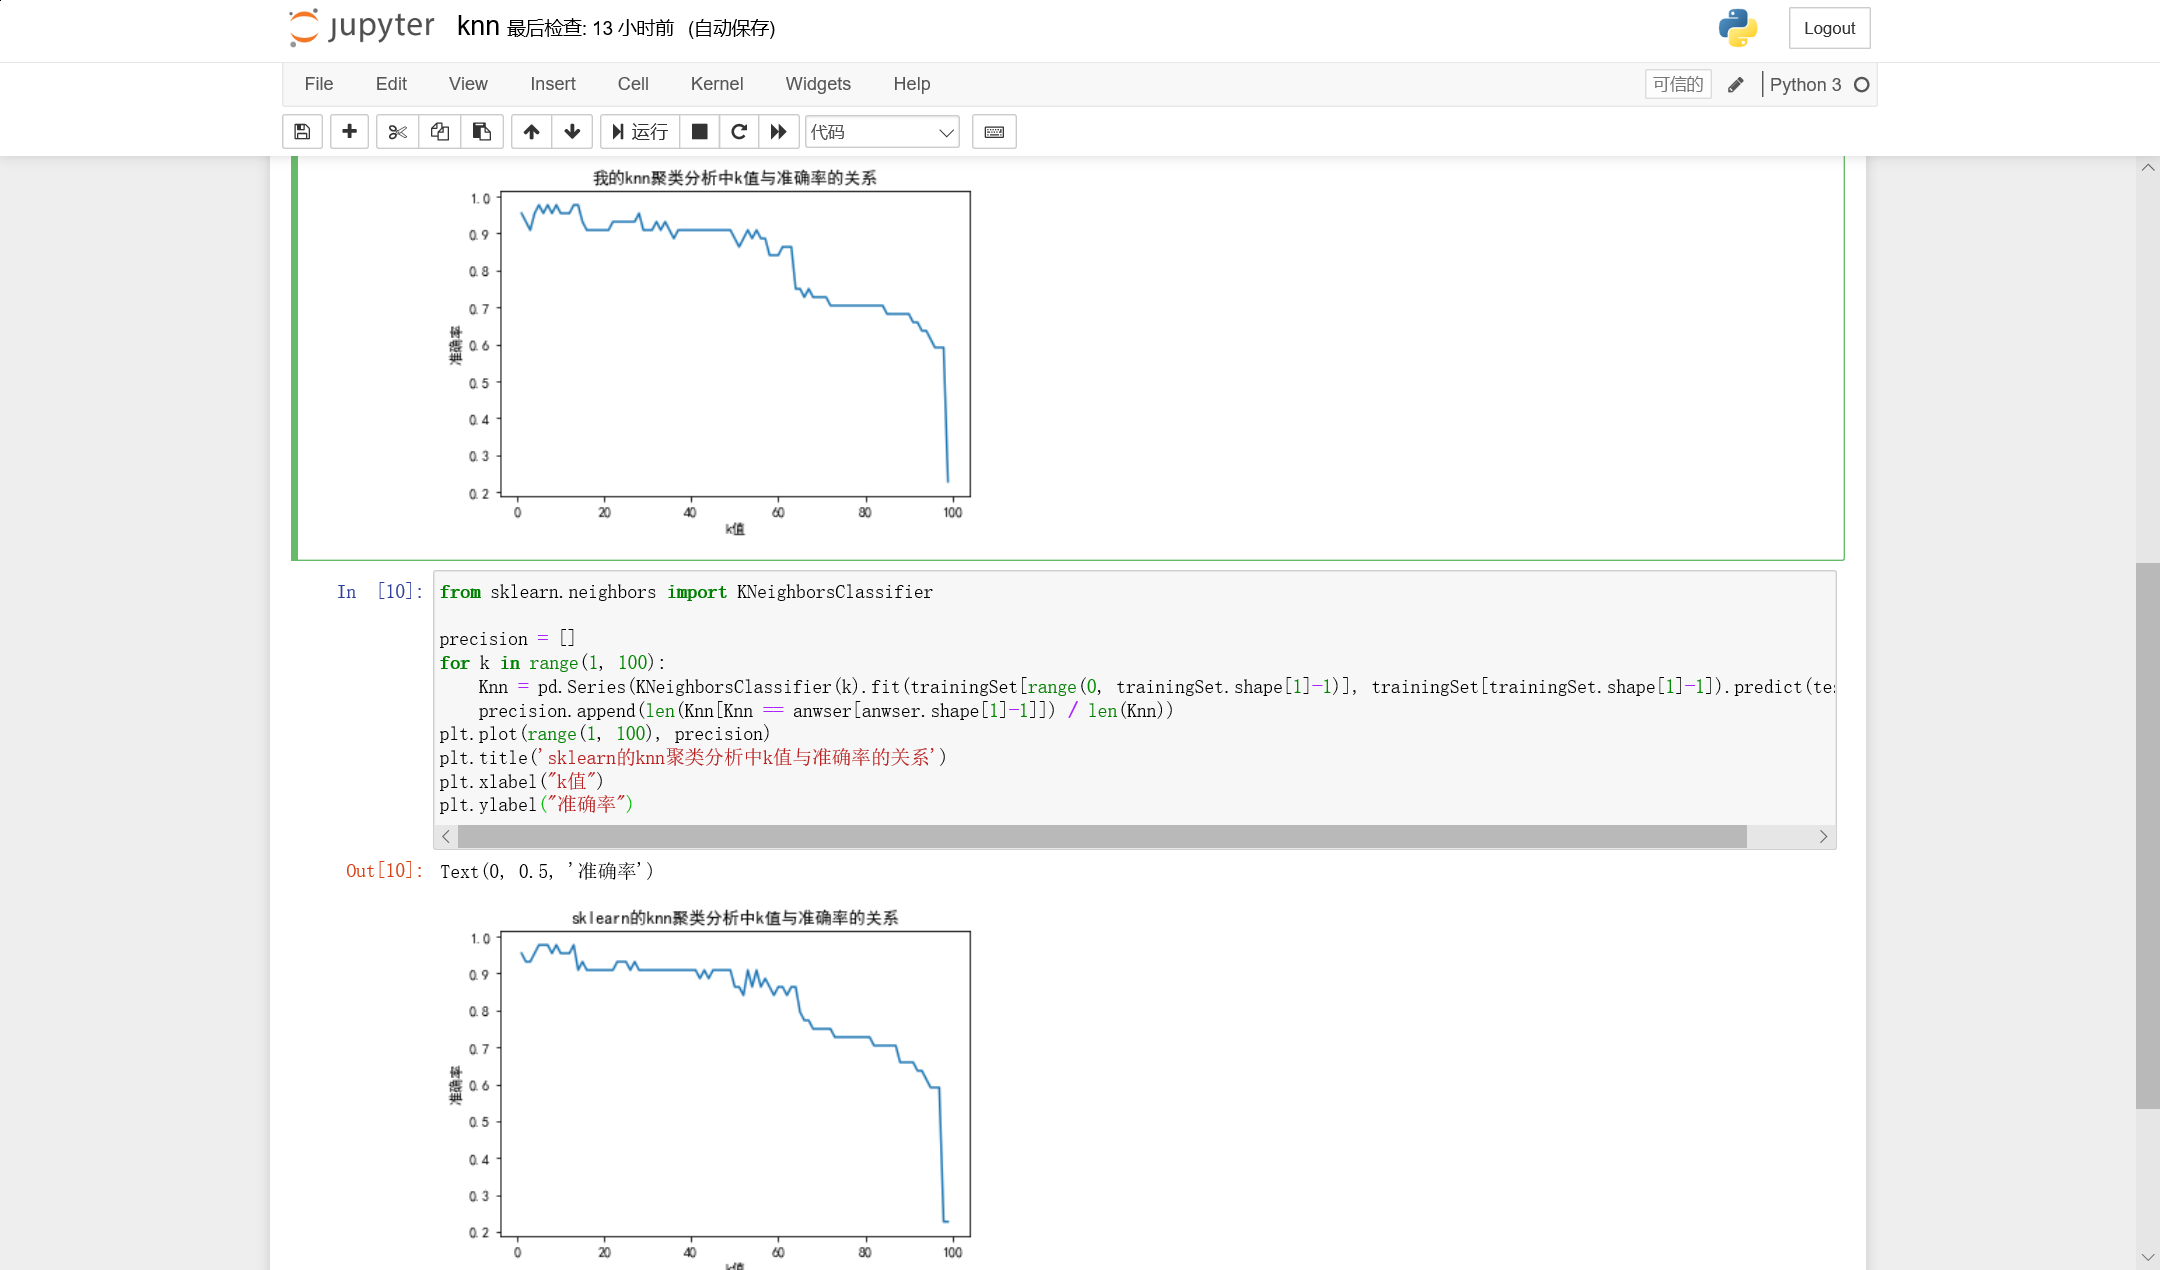 jupyter knn 最后检查: 13 小时前 (自动保存)
Logout
File Edit View Insert Cell Kernel Widgets Help
可信的 Python 3
运行 代码
我的knn聚类分析中k值与准确率的关系
1.0
0.9
0.8
0.7
0.6
0.5
0.4
0.3
0.2
准确率
0 20 40 60 80 100
k值
In [10]:
from sklearn.neighbors import KNeighborsClassifier
precision = []
for k in range(1, 100):
Knn = pd.Series(KNeighborsClassifier(k).fit(trainingSet[range(0, trainingSet.shape[1]-1)], trainingSet[trainingSet.shape[1]-1]).predict(
precision.append(len(Knn[Knn == anwser[anwser.shape[1]-1]]) / len(Knn))
plt.plot(range(1, 100), precision)
plt.title('sklearn的knn聚类分析中k值与准确率的关系')
plt.xlabel("k值")
plt.ylabel("准确率")
Out[10]: Text(0, 0.5, '准确率')
sklearn的knn聚类分析中k值与准确率的关系
1.0
0.9
0.8
0.7
0.6
0.5
0.4
0.3
0.2
准确率
0 20 40 60 80 100
k值